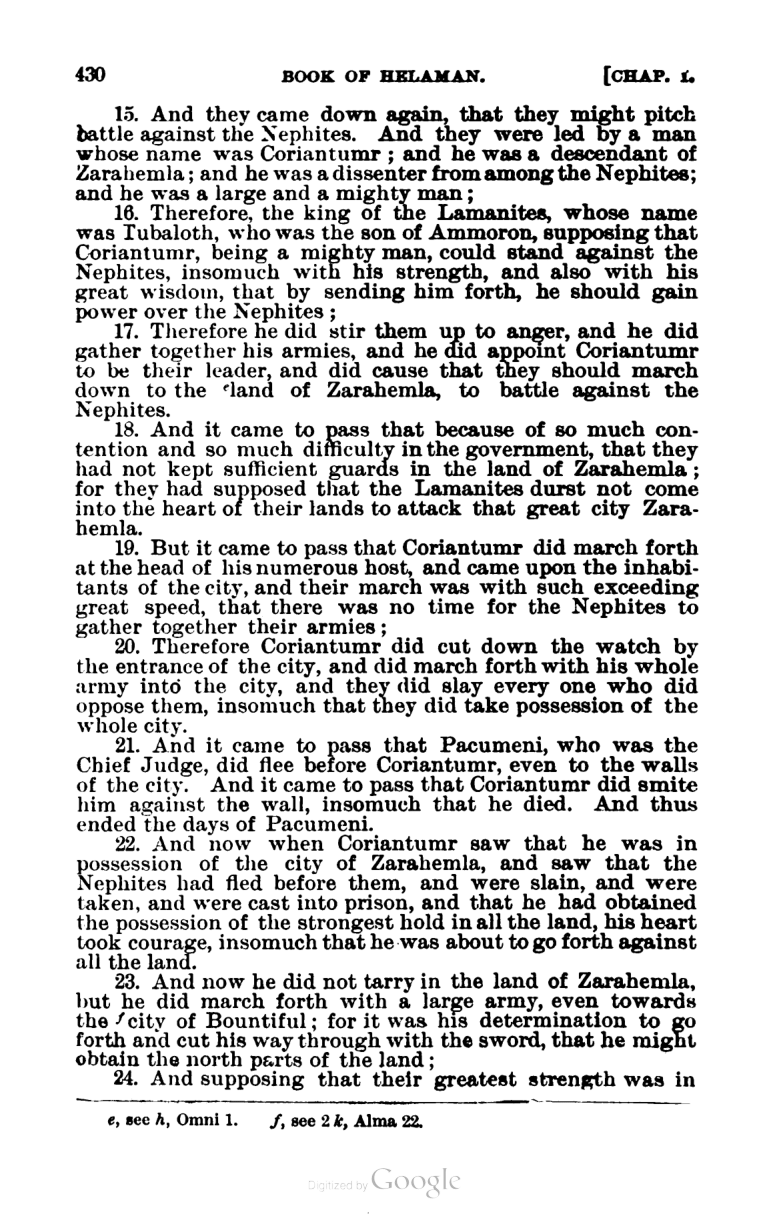 430 BOOK OF HELAMAN. [CHAP. 1.
15. And they came down again, that they might pitch
battle against the Nephites. And they were led by a man
whose name was Coriantumr; and he was a descendant of
Zarahemla; and he was a dissenter from among the Nephites;
and he was a large and a mighty man;
16. Therefore, the king of the Lamanites, whose name
was Tubaloth, who was the son of Ammoron, supposing that
Coriantumr, being a mighty man, could stand against the
Nephites, insomuch with his strength, and also with his
great wisdom, that by sending him forth, he should gain
power over the Nephites;
17. Therefore he did stir them up to anger, and he did
gather together his armies, and he did appoint Coriantumr
to be their leader, and did cause that they should march
down to the ᵉland of Zarahemla, to battle against the
Nephites.
18. And it came to pass that because of so much con-
tention and so much difficulty in the government, that they
had not kept sufficient guards in the land of Zarahemla;
for they had supposed that the Lamanites durst not come
into the heart of their lands to attack that great city Zara-
hemla.
19. But it came to pass that Coriantumr did march forth
at the head of his numerous host, and came upon the inhabi-
tants of the city, and their march was with such exceeding
great speed, that there was no time for the Nephites to
gather together their armies;
20. Therefore Coriantumr did cut down the watch by
the entrance of the city, and did march forth with his whole
army into the city, and they did slay every one who did
oppose them, insomuch that they did take possession of the
whole city.
21. And it came to pass that Pacumeni, who was the
Chief Judge, did flee before Coriantumr, even to the walls
of the city. And it came to pass that Coriantumr did smite
him against the wall, insomuch that he died. And thus
ended the days of Pacumeni.
22. And now when Coriantumr saw that he was in
possession of the city of Zarahemla, and saw that the
Nephites had fled before them, and were slain, and were
taken, and were cast into prison, and that he had obtained
the possession of the strongest hold in all the land, his heart
took courage, insomuch that he was about to go forth against
all the land.
23. And now he did not tarry in the land of Zarahemla,
but he did march forth with a large army, even towards
the ᶠcity of Bountiful; for it was his determination to go
forth and cut his way through with the sword, that he might
obtain the north parts of the land;
24. And supposing that their greatest strength was in
e, see h, Omni 1. f, see 2 k, Alma 22.
Digitized by Google